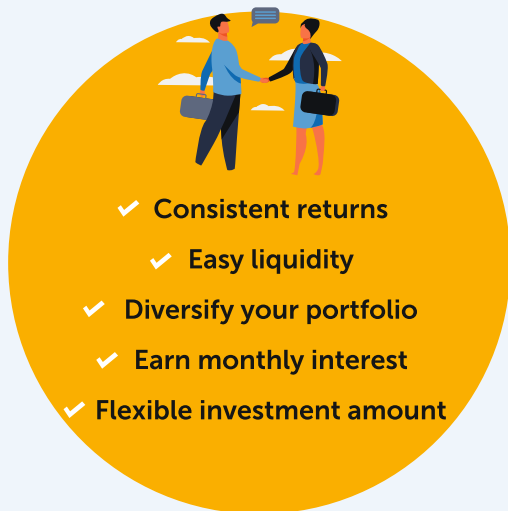 Consistent returns
Easy liquidity
Diversify your portfolio
Earn monthly interest
Flexible investment amount